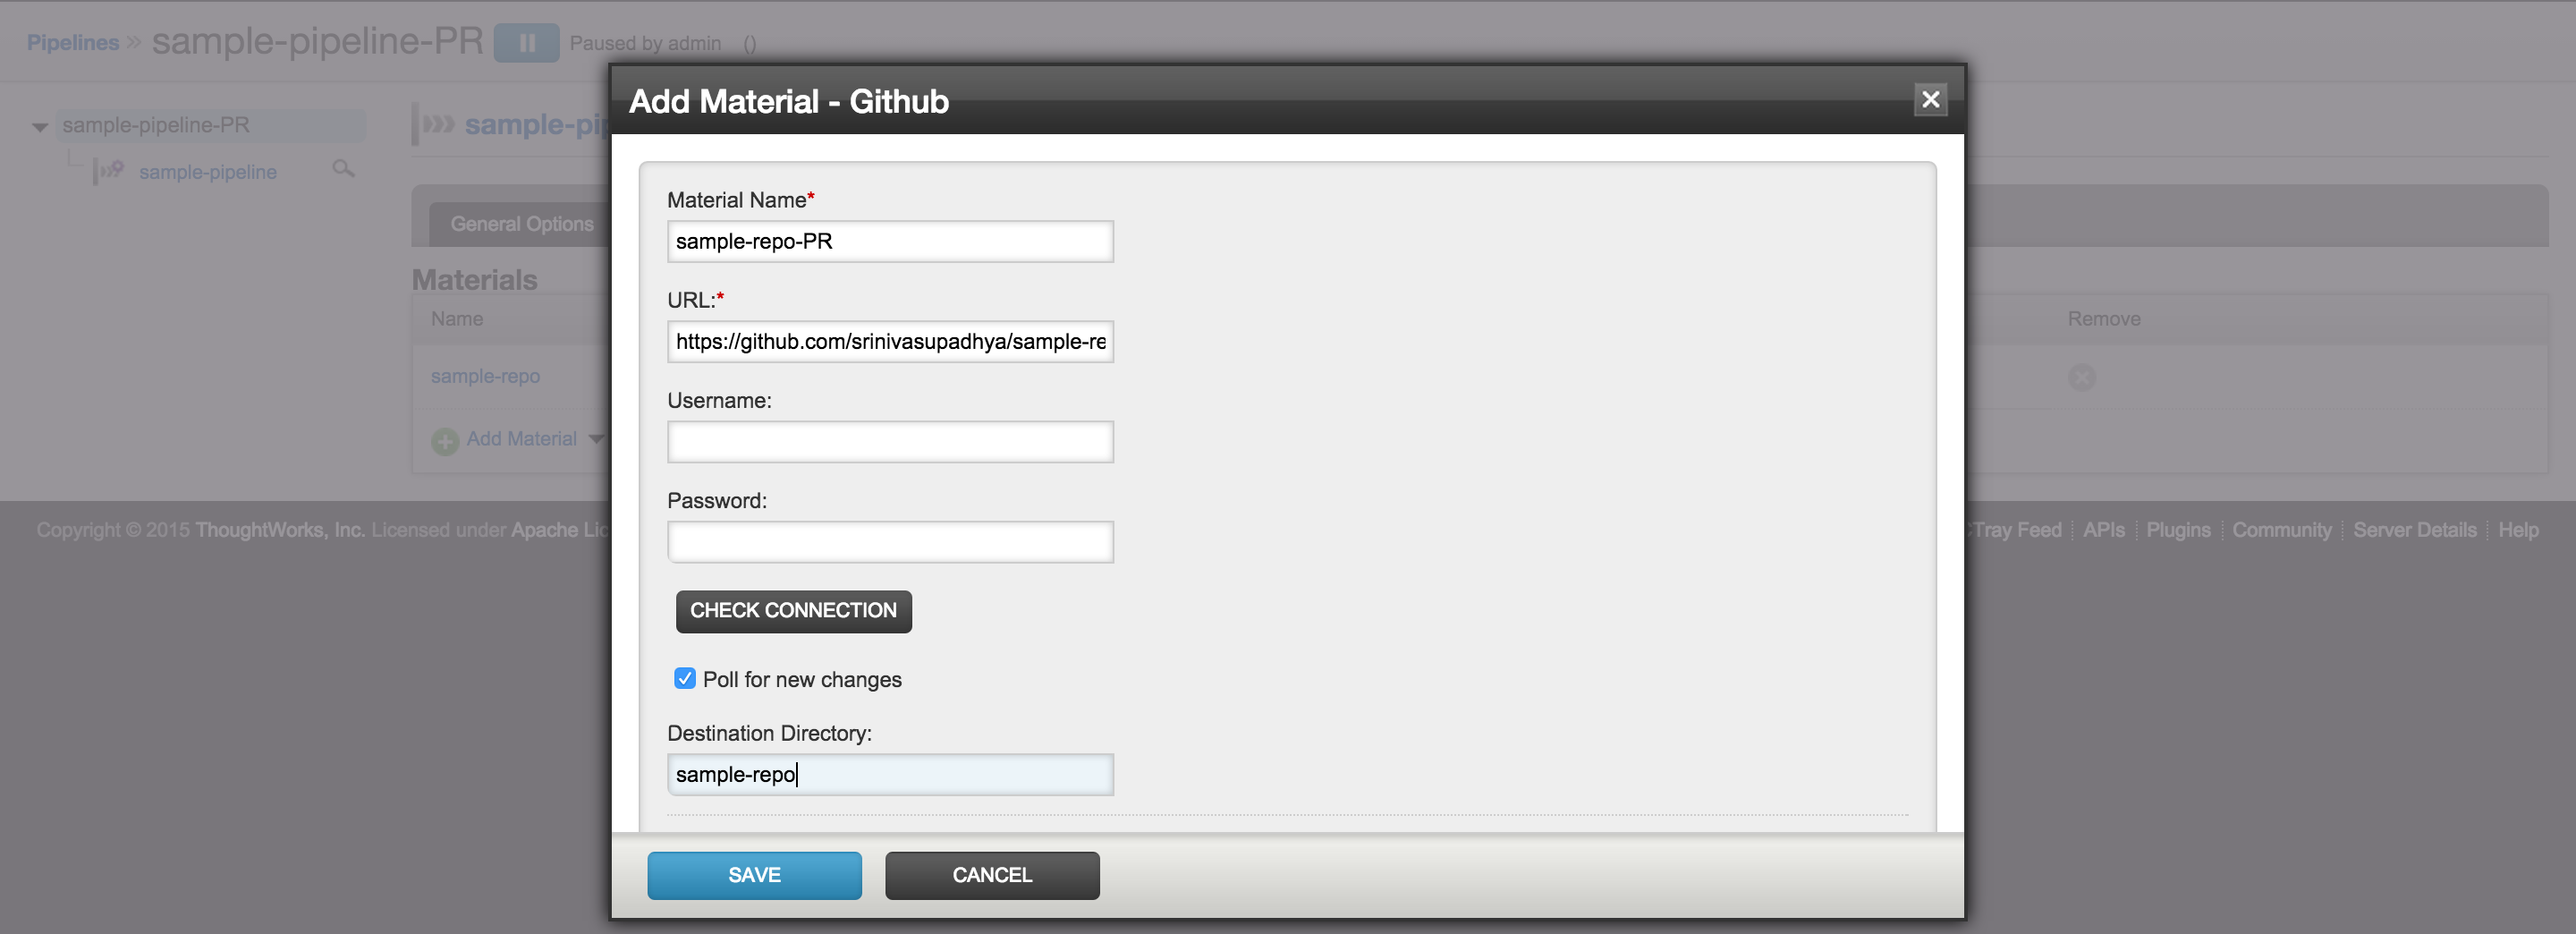 Pipelines » sample-pipeline-PR Paused by admin ()
Add Material - Github
sample-pipeline-PR
sample-pipeline
General Options
Materials
Name
Remove
sample-repo
Add Material
Material Name*
sample-repo-PR
URL:*
https://github.com/srinivasupadhya/sample-re
Username:
Password:
CHECK CONNECTION
Poll for new changes
Destination Directory:
sample-repo
SAVE CANCEL
Copyright © 2015 ThoughtWorks, Inc. Licensed under Apache
Tray Feed APIs Plugins Community Server Details Help